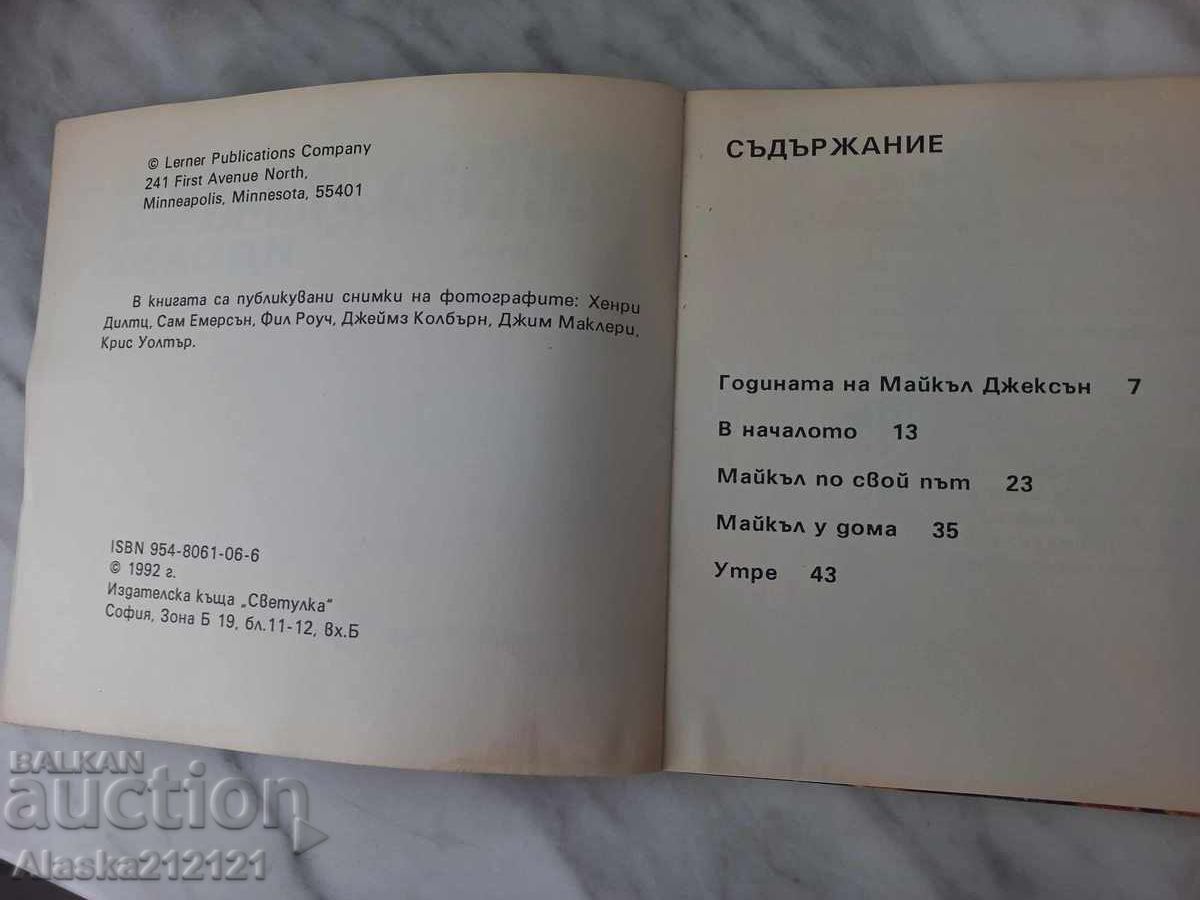 © Lerner Publications Company
241 First Avenue North,
Minneapolis, Minnesota, 55401
В книгата са публикувани снимки на фотографите: Хенри
Дилтц, Сам Емерсън, Фил Роуч, Джеймз Колбърн, Джим Маклери,
Крис Уолтър.
ISBN 954-8061-06-6
© 1992 г.
Издателска къща „Светулка"
София, Зона Б 19, бл.11-12, вх.Б
СЪДЪРЖАНИЕ
Годината на Майкъл Джексън 7
В началото 13
Майкъл по свой път 23
Майкъл у дома 35
Утре 43
BALKAN
auction
Alaska212121